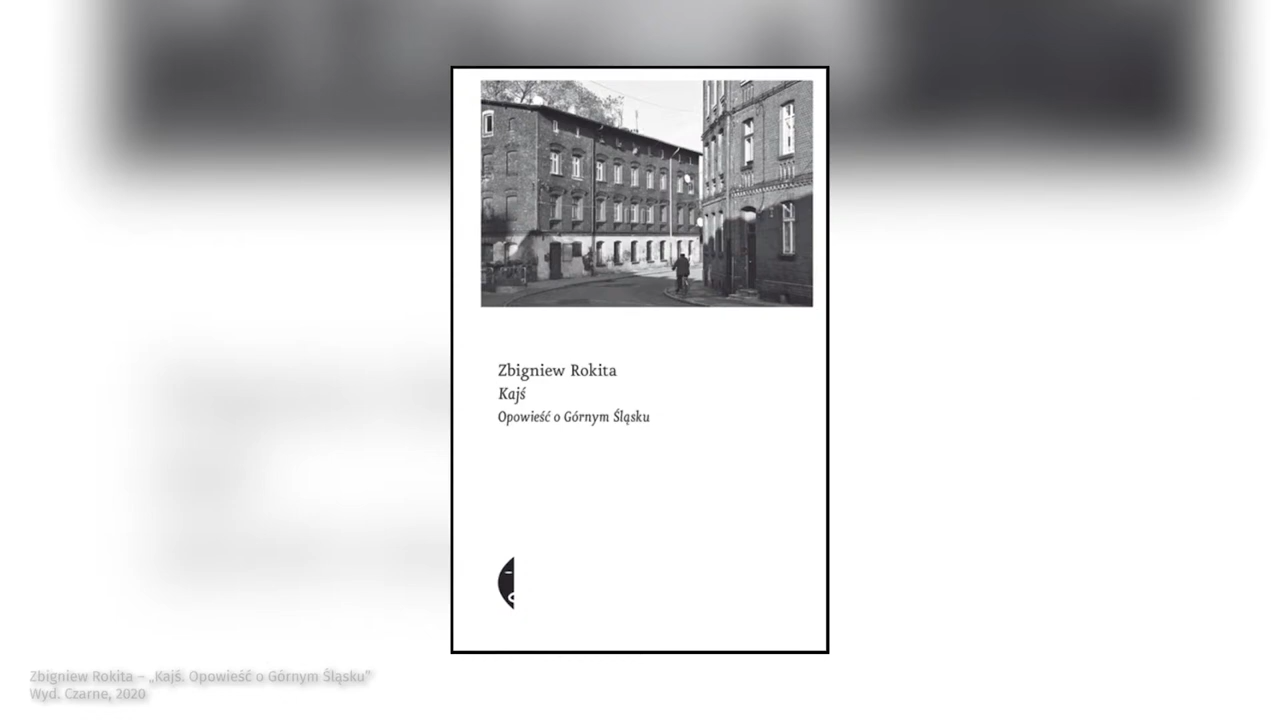 Zbigniew Rokita
Kajś
Opowieść o Górnym Śląsku
Zbigniew Rokita – „Kajś. Opowieść o Górnym Śląsku”
Wyd. Czarne, 2020